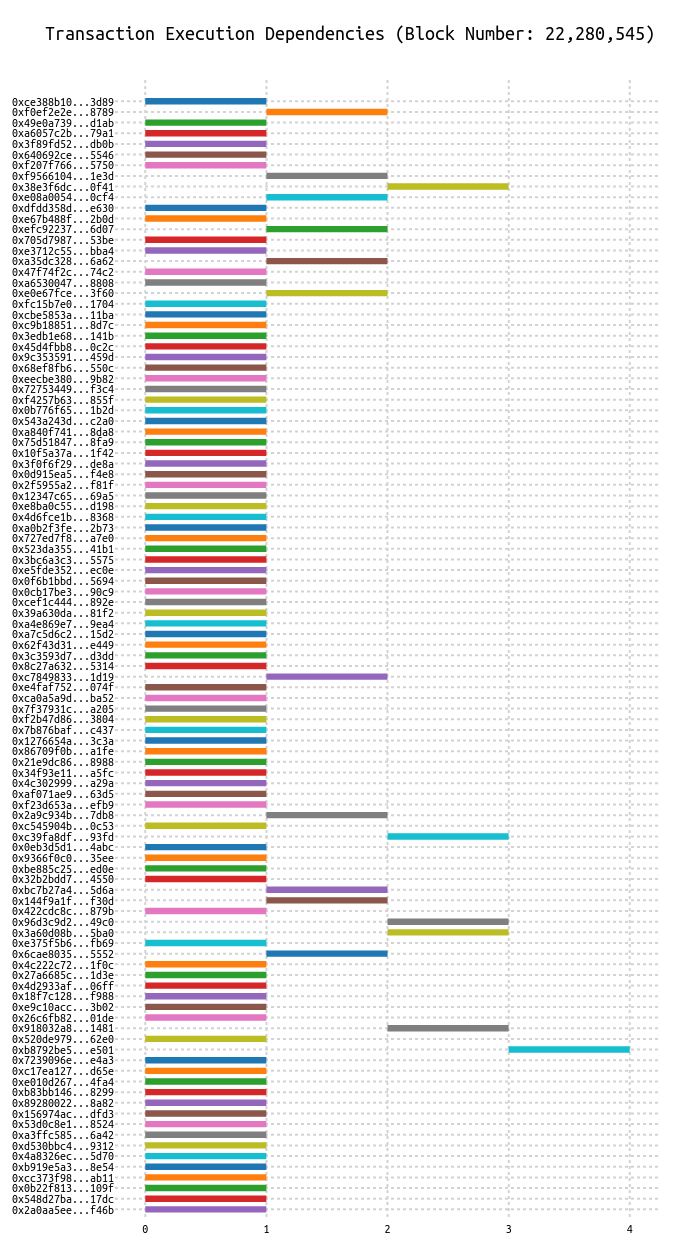 Transaction Execution Dependencies (Block Number: 22,280,545)
0xce388b10...3d89
0xf0ef2e2e...8789
0x49e0a739...d1ab
0xa6057c2b...79a1
0x3f89fd52...db0b
0x640692ce...5546
0xf207f766...5750
0xf9566104...1e3d
0x38e3f6dc...0f41
0xe08a0054...0cf4
0xdfdd358d...e630
0xe67b488f...2b0d
0xefc92237...6d07
0x705d7987...53be
0xe3712c55...bba4
0xa35dc328...6a62
0x47f74f2c...74c2
0xa6530047...8808
0xe0e67fce...3f60
0xfc15b7e0...1704
0xcbe5853a...11ba
0xc9b18851...8d7c
0x3edb1e68...141b
0x45d4fbb8...0c2c
0x9c353591...459d
0x68ef8fb6...550c
0xeecbe380...9b82
0x72753449...f3c4
0xf4257b63...855f
0x0b776f65...1b2d
0x543a243d...c2a0
0xa840f741...8da8
0x75d51847...8fa9
0x10f5a37a...1f42
0x3f0f6f29...de8a
0x0d915ea5...f4e8
0x2f5955a2...f81f
0x12347c65...69a5
0xe8ba0c55...d198
0x4d6fce1b...8368
0xa0b2f3fe...2b73
0x727ed7f8...a7e0
0x523da355...41b1
0x3bc6a3c3...5575
0xe5fde352...ec0e
0x0f6b1bbd...5694
0x0cb17be3...90c9
0xcef1c444...892e
0x39a630da...81f2
0xa4e869e7...9ea4
0xa7c5d6c2...15d2
0x62f43d31...e449
0x3c3593d7...d3dd
0x8c27a632...5314
0xc7849833...1d19
0xe4faf752...074f
0xca0a5a9d...ba52
0x7f37931c...a205
0xf2b47d86...3804
0x7b876baf...c437
0x1276654a...3c3a
0x86709f0b...a1fe
0x21e9dc86...8988
0x34f93e11...a5fc
0x4c302999...a29a
0xaf071ae9...63d5
0xf23d653a...efb9
0x2a9c934b...7db8
0xc545904b...0c53
0xc39fa8df...93fd
0x0eb3d5d1...4abc
0x9366f0c0...35ee
0xbe885c25...ed0e
0x32b2bdd7...4550
0xbc7b27a4...5d6a
0x144f9a1f...f30d
0x422cdc8c...879b
0x96d3c9d2...49c0
0x3a60d08b...5ba0
0xe375f5b6...fb69
0x6cae8035...5552
0x4c222c72...1f0c
0x27a6685c...1d3e
0x4d2933af...06ff
0x18f7c128...f988
0xe9c10acc...3b02
0x26c6fb82...01de
0x918032a8...1481
0x520de979...62e0
0xb8792be5...e501
0x7239096e...e4a3
0xc17ea127...d65e
0xe010d267...4fa4
0xb83bb146...8299
0x89280022...8a82
0x156974ac...dfd3
0x53d0c8e1...8524
0xa3ffc585...6a42
0xd530bbc4...9312
0x4a8326ec...5d70
0xb919e5a3...8e54
0xcc373f98...ab11
0x0b22f813...109f
0x548d27ba...17dc
0x2a0aa5ee...f46b
0 1 2 3 4